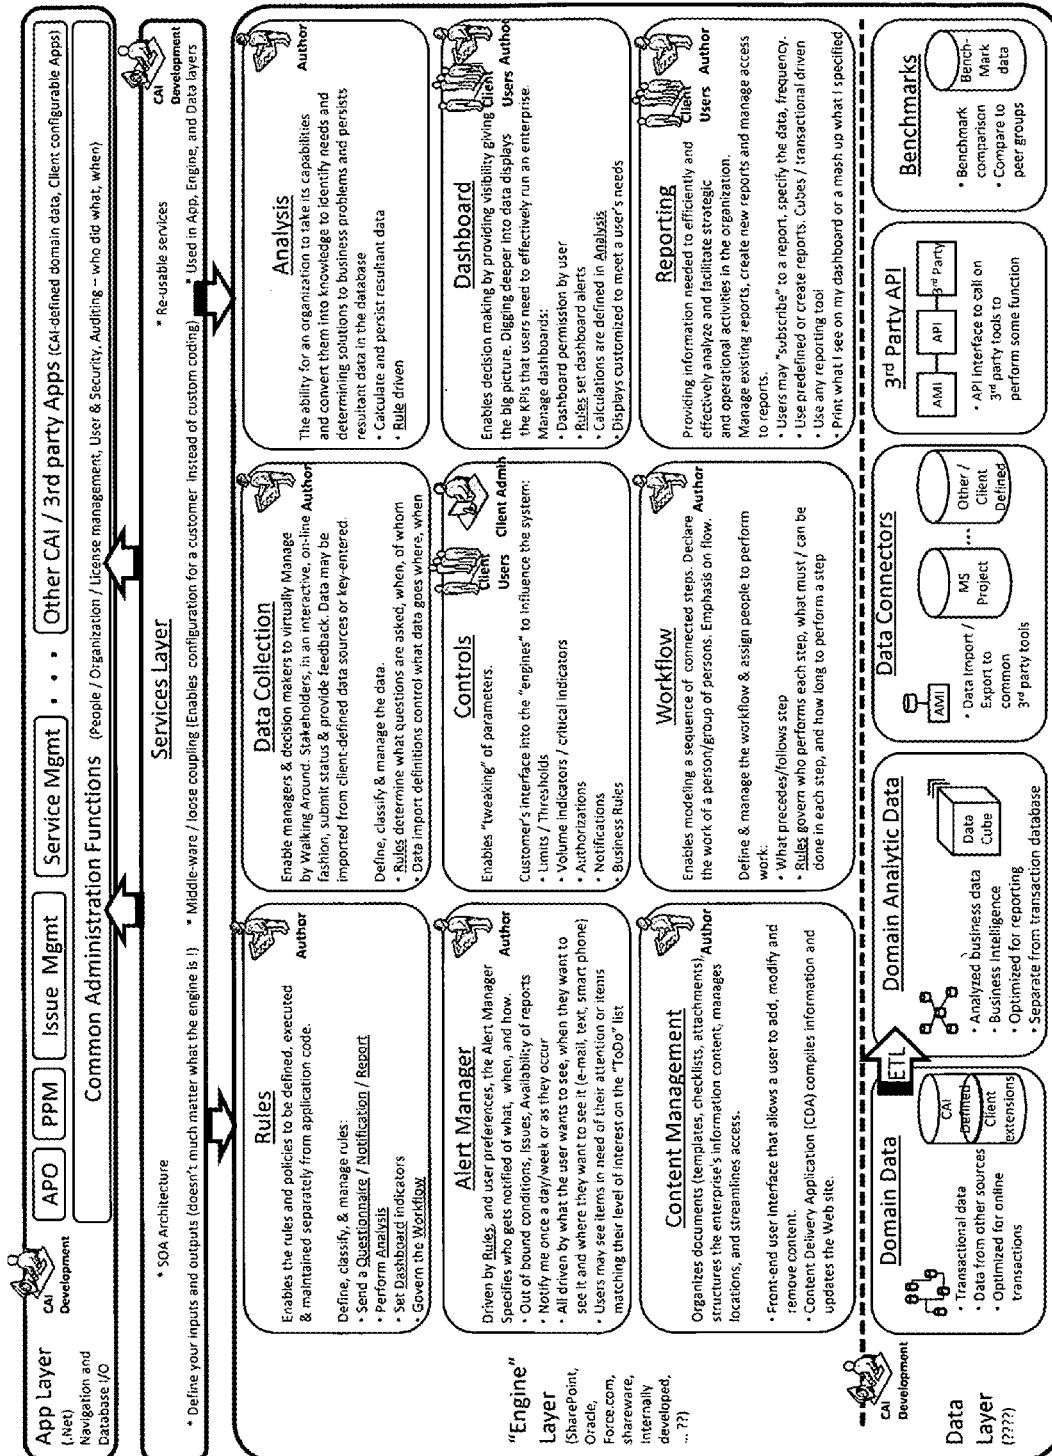 App Layer
(.Net)
Navigation and
Database I/O
CAI
Development
APO
PPM
Issue Mgmt
Service Mgmt
• • •
Other CAI / 3rd party Apps (CAI-defined domain data, Client configurable Apps)
Common Administration Functions (People / Organization / License management, User & Security, Auditing -- who did what, when)
Services Layer
CAI
Development
* SOA Architecture
* Re-usable services
* Define your inputs and outputs (doesn't much matter what the engine is !)
* Middle-ware / loose coupling (Enables configuration for a customer instead of custom coding)
* Used in App, Engine, and Data layers
"Engine"
Layer
(SharePoint,
Oracle,
Force.com,
shareware,
Internally
developed,
... ??)
Rules
Author
Enables the rules and policies to be defined, executed
& maintained separately from application code.
Define, classify, & manage rules:
• Send a Questionnaire / Notification / Report
• Perform Analysis
• Set Dashboard indicators
• Govern the Workflow
Data Collection
Author
Enable managers & decision makers to virtually Manage
by Walking Around. Stakeholders, in an interactive, on-line
fashion, submit status & provide feedback. Data may be
imported from client-defined data sources or key-entered.
Define, classify & manage the data.
• Rules determine what questions are asked, when, of whom
• Data import definitions control what data goes where, when
Analysis
Author
The ability for an organization to take its capabilities
and convert them into knowledge to identify needs and
determining solutions to business problems and persists
resultant data in the database
• Calculate and persist resultant data
• Rule driven
Alert Manager
Author
Driven by Rules, and user preferences, the Alert Manager
Specifies who gets notified of what, when, and how.
• Out of bound conditions, Issues, Availability of reports
• Notify me once a day/week or as they occur
• All driven by what the user wants to see, when they want to
see it and where they want to see it (e-mail, text, smart phone)
• Users may see items in need of their attention or items
matching their level of interest on the "ToDo" list
Controls
Client
Users
Client Admin
Enables "tweaking" of parameters.
Customer's interface into the "engines" to Influence the system:
• Limits / Thresholds
• Volume indicators / critical indicators
• Authorizations
• Notifications
• Business Rules
Dashboard
Client
Users
Author
Enables decision making by providing visibility giving
the big picture. Digging deeper into data displays
the KPIs that users need to effectively run an enterprise.
Manage dashboards:
• Dashboard permission by user
• Rules set dashboard alerts
• Calculations are defined in Analysis
• Displays customized to meet a user's needs
Content Management
Author
Organizes documents (templates, checklists, attachments),
structures the enterprise's information content, manages
locations, and streamlines access.
• Front-end user interface that allows a user to add, modify and
remove content.
• Content Delivery Application (CDA) compiles information and
updates the Web site.
Workflow
Author
Enables modeling a sequence of connected steps. Declare
the work of a person/group of persons. Emphasis on flow.
Define & manage the workflow & assign people to perform
work:
• What precedes/follows step
• Rules govern who performs each step, what must / can be
done in each step, and how long to perform a step
Reporting
Client
Users
Author
Providing information needed to efficiently and
effectively analyze and facilitate strategic
and operational activities in the organization.
Manage existing reports, create new reports and manage access
to reports.
• Users may "subscribe" to a report, specify the data, frequency.
• Use predefined or create reports. Cubes / transactional driven
• Use any reporting tool
• Print what I see on my dashboard or a mash up what I specified
CAI
Development
Data
Layer
(????)
Domain Data
• Transactional data
• Data from other sources
• Optimized for online
transactions
CAI
Defined
Client
extensions
ETL
Domain Analytic Data
Data
Cube
• Analyzed business data
• Business Intelligence
• Optimized for reporting
• Separate from transaction database
Data Connectors
AMI
• Data Import /
Export to
common
3rd party tools
MS
Project
...
Other /
Client
Defined
3rd Party API
AMI
API
3rd Party
• API Interface to call on
3rd party tools to
perform some function
Benchmarks
• Benchmark
comparison
• Compare to
peer groups
Bench-
Mark
data